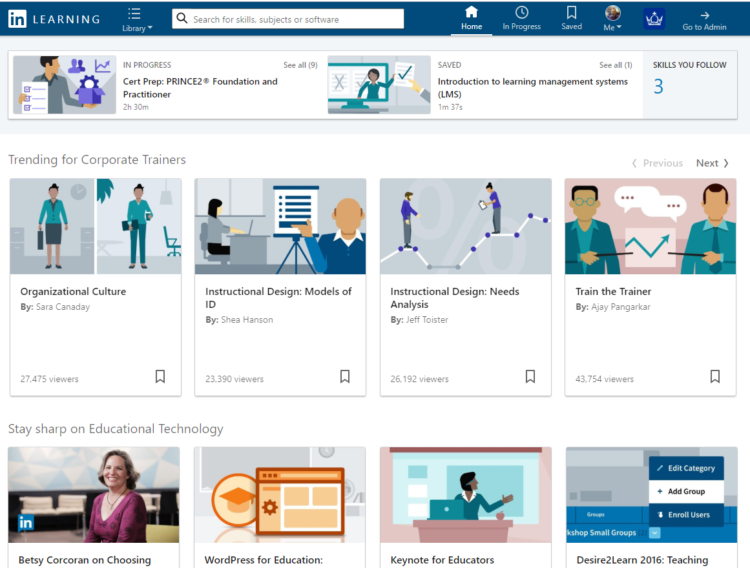 in LEARNING
Library
Search for skills, subjects or software
Home
In Progress
Saved
Me
Go to Admin
IN PROGRESS
See all (9)
Cert Prep: PRINCE2® Foundation and
Practitioner
2h 30m
SAVED
See all (1)
Introduction to learning management systems
(LMS)
1m 37s
SKILLS YOU FOLLOW
3
Trending for Corporate Trainers
Previous
Next
Organizational Culture
By: Sara Canaday
27,475 viewers
Instructional Design: Models of
ID
By: Shea Hanson
23,390 viewers
Instructional Design: Needs
Analysis
By: Jeff Toister
26,192 viewers
Train the Trainer
By: Ajay Pangarkar
43,754 viewers
Stay sharp on Educational Technology
in
Betsy Corcoran on Choosing
WordPress for Education:
Keynote for Educators
Edit Category
Add Group
Enroll Users
Groups
kshop Small Groups
Desire2Learn 2016: Teaching